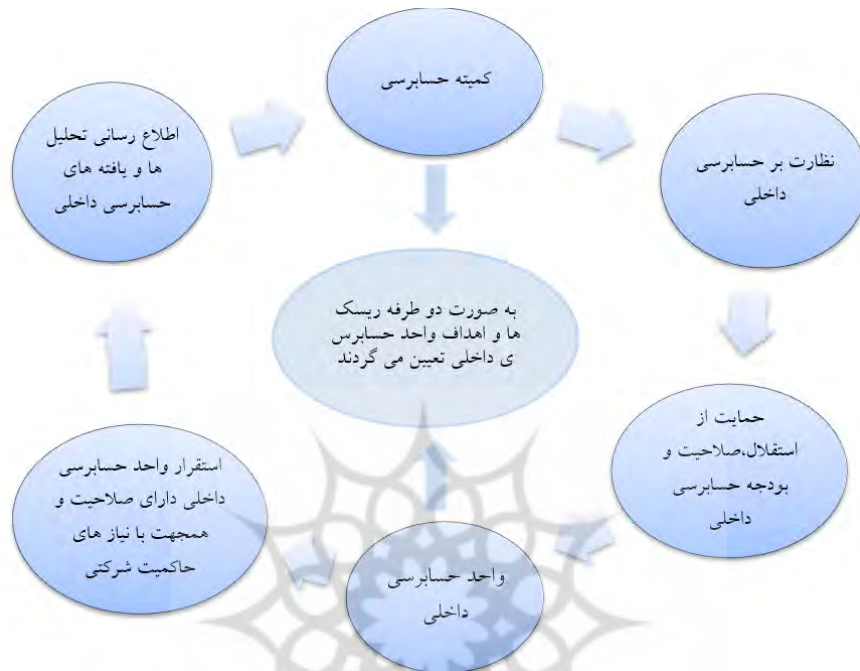 کمیته حسابرسی
نظارت بر حسابرسی
داخلی
حمایت از
استقلال،صلاحیت و
بودجه حسابرسی
داخلی
واحد حسابرسی
داخلی
استقرار واحد حسابرسی
داخلی دارای صلاحیت و
همجهت با نیاز های
حاکمیت شرکتی
اطلاع رسانی تحلیل
ها و یافته های
حسابرسی داخلی
به صورت دو طرفه ریسک
ها و اهداف واحد حسابرس
ی داخلی تعیین می گردند